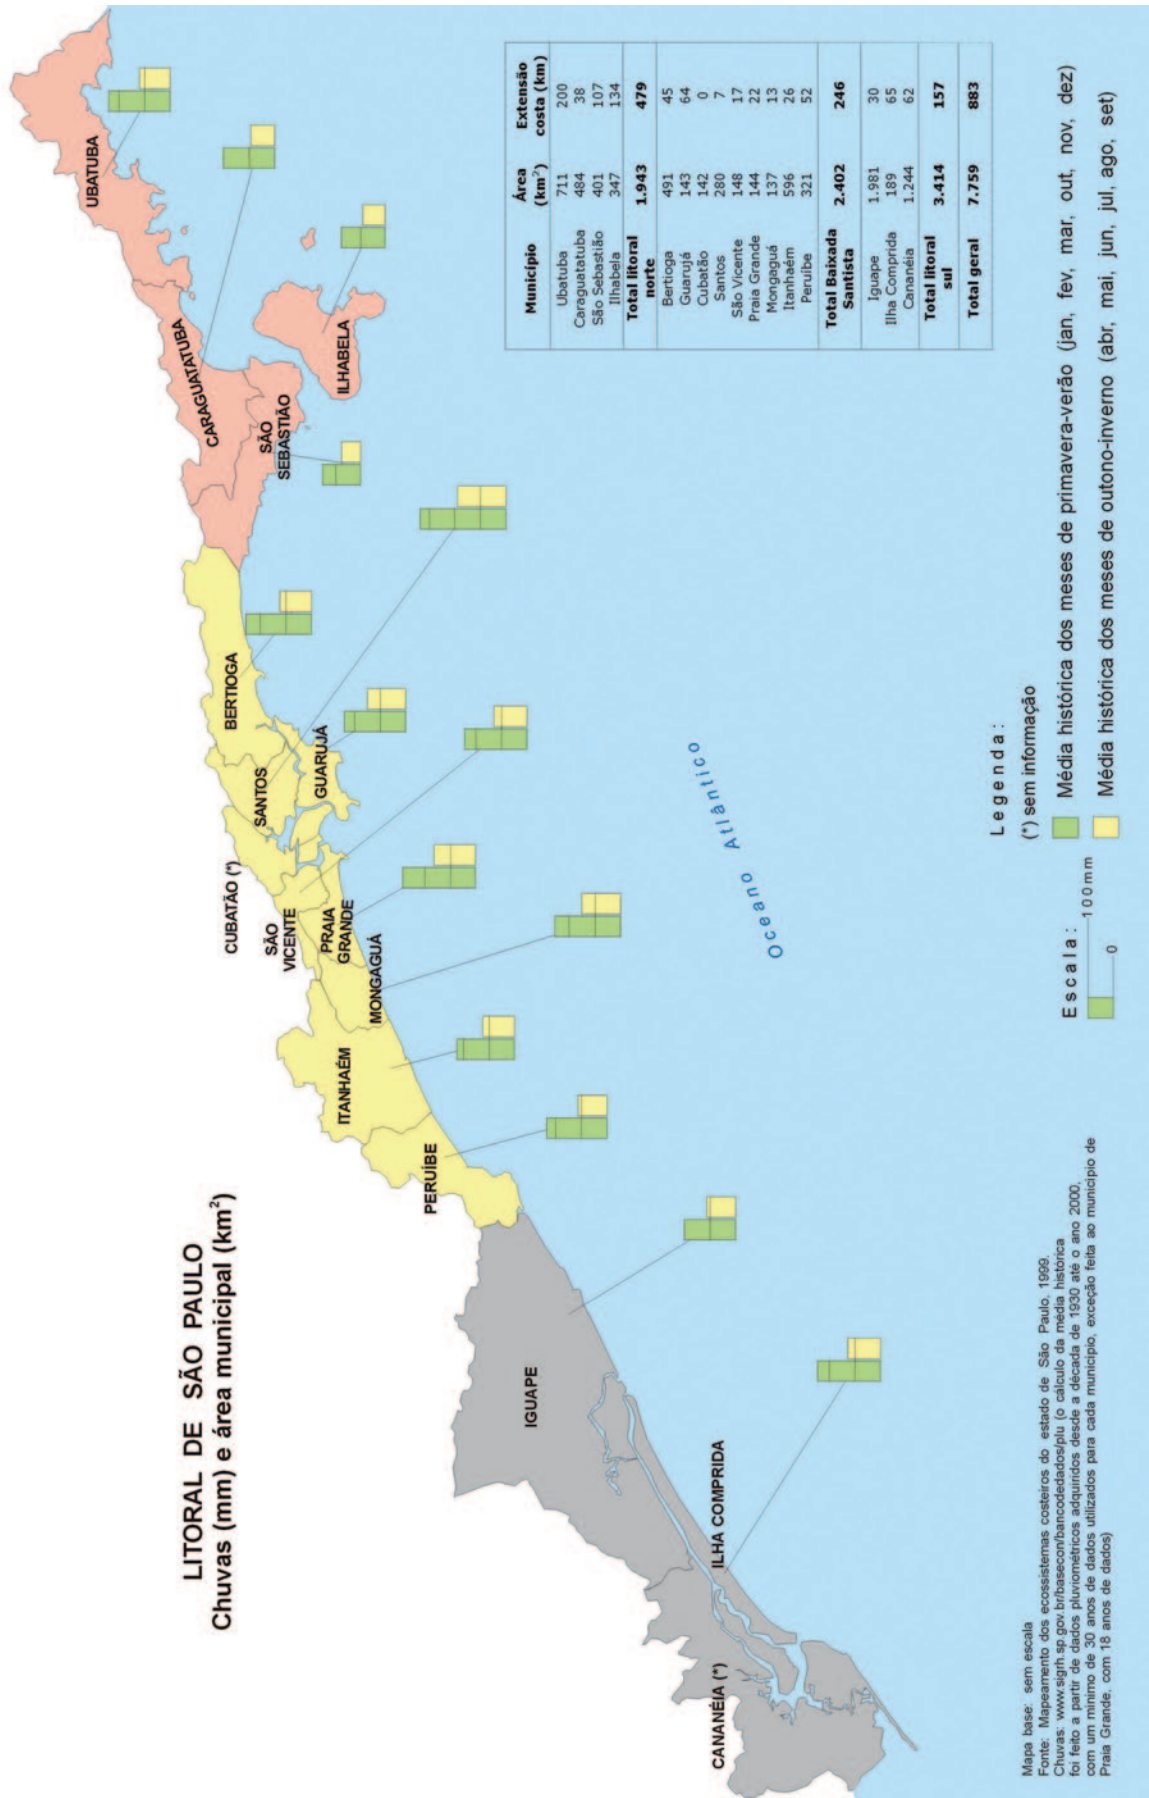 LITORAL DE SÃO PAULO
Chuvas (mm) e área municipal (km²)
UBATUBA
CARAGUATATUBA
SÃO
SEBASTIÃO
ILHABELA
BERTIOGA
SANTOS
GUARUJÁ
CUBATÃO (*)
SÃO
VICENTE
PRAIA
GRANDE
MONGAGUÁ
ITANHAÉM
PERUÍBE
IGUAPE
ILHA COMPRIDA
CANANÉIA (*)
Oceano Atlântico
Município Área (km²) Extensão costa (km)
Ubatuba 711 200
Caraguatatuba 484 38
São Sebastião 401 107
Ilhabela 347 134
Total litoral norte 1.943 479
Bertioga 491 45
Guarujá 143 64
Cubatão 142 0
Santos 280 7
São Vicente 148 17
Praia Grande 144 22
Mongaguá 137 13
Itanhaém 596 26
Peruíbe 321 52
Total Baixada Santista 2.402 246
Iguape 1.981 30
Ilha Comprida 189 65
Cananéia 1.244 62
Total litoral sul 3.414 157
Total geral 7.759 883
Legenda:
(*) sem informação
Média histórica dos meses de primavera-verão (jan, fev, mar, out, nov, dez)
Média histórica dos meses de outono-inverno (abr, mai, jun, jul, ago, set)
Escala:
100mm
0
Mapa base: sem escala
Fonte: Mapeamento dos ecossistemas costeiros do estado de São Paulo, 1999.
Chuvas: www.sigrh.sp.gov.br/basecon/bancodedados/plu (o cálculo da média histórica
foi feito a partir de dados pluviométricos adquiridos desde a década de 1930 até o ano 2000,
com um mínimo de 30 anos de dados utilizados para cada município, exceção feita ao município de
Praia Grande, com 18 anos de dados)